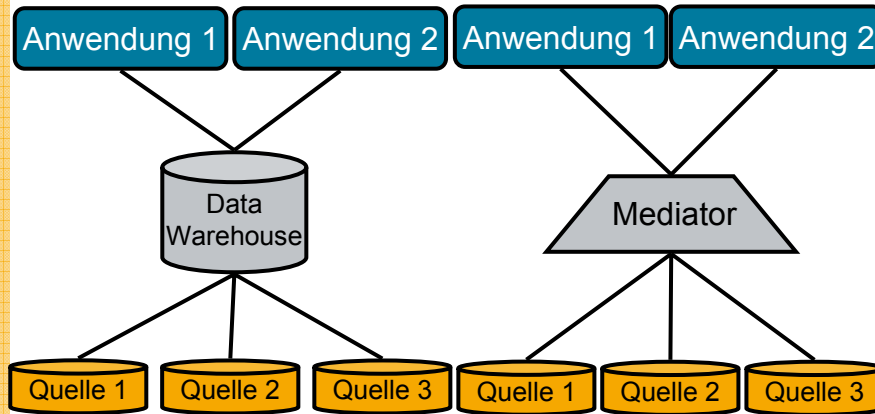 Anwendung 1
Anwendung 2
Anwendung 1
Anwendung 2
Data
Warehouse
Mediator
Quelle 1
Quelle 2
Quelle 3
Quelle 1
Quelle 2
Quelle 3